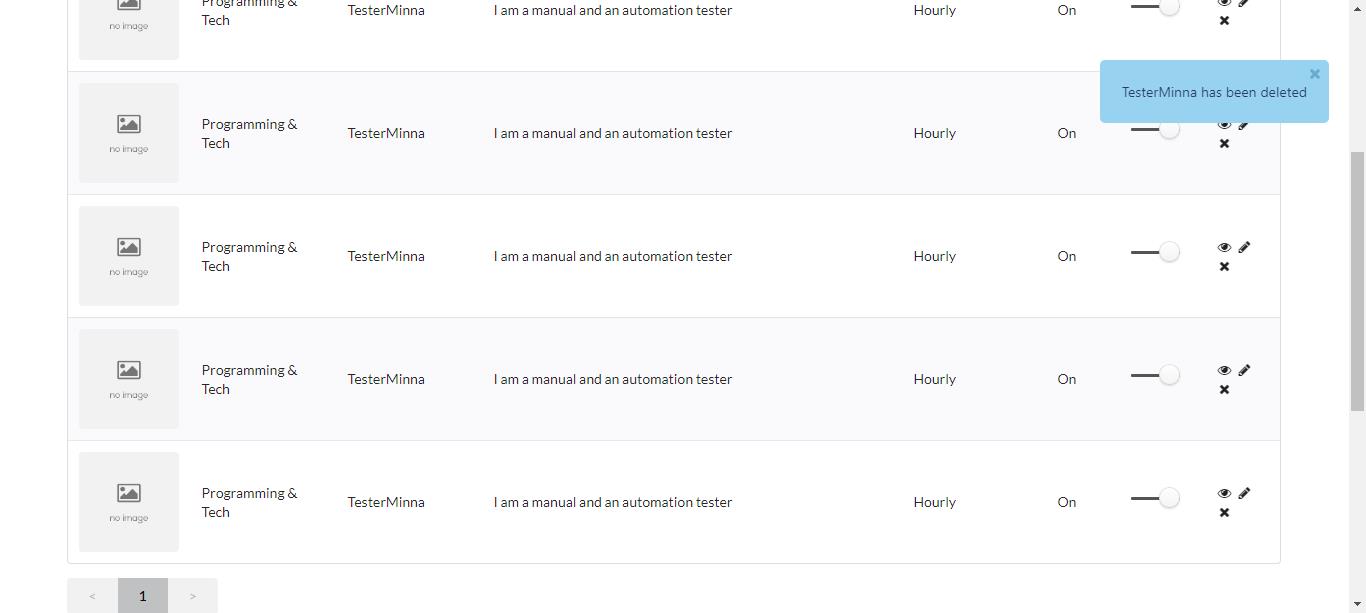 Programming &
Tech
TesterMinna
I am a manual and an automation tester
Hourly
On
no image
TesterMinna has been deleted
Programming &
Tech
TesterMinna
I am a manual and an automation tester
Hourly
On
no image
Programming &
Tech
TesterMinna
I am a manual and an automation tester
Hourly
On
no image
Programming &
Tech
TesterMinna
I am a manual and an automation tester
Hourly
On
no image
Programming &
Tech
TesterMinna
I am a manual and an automation tester
Hourly
On
no image
< 1 >